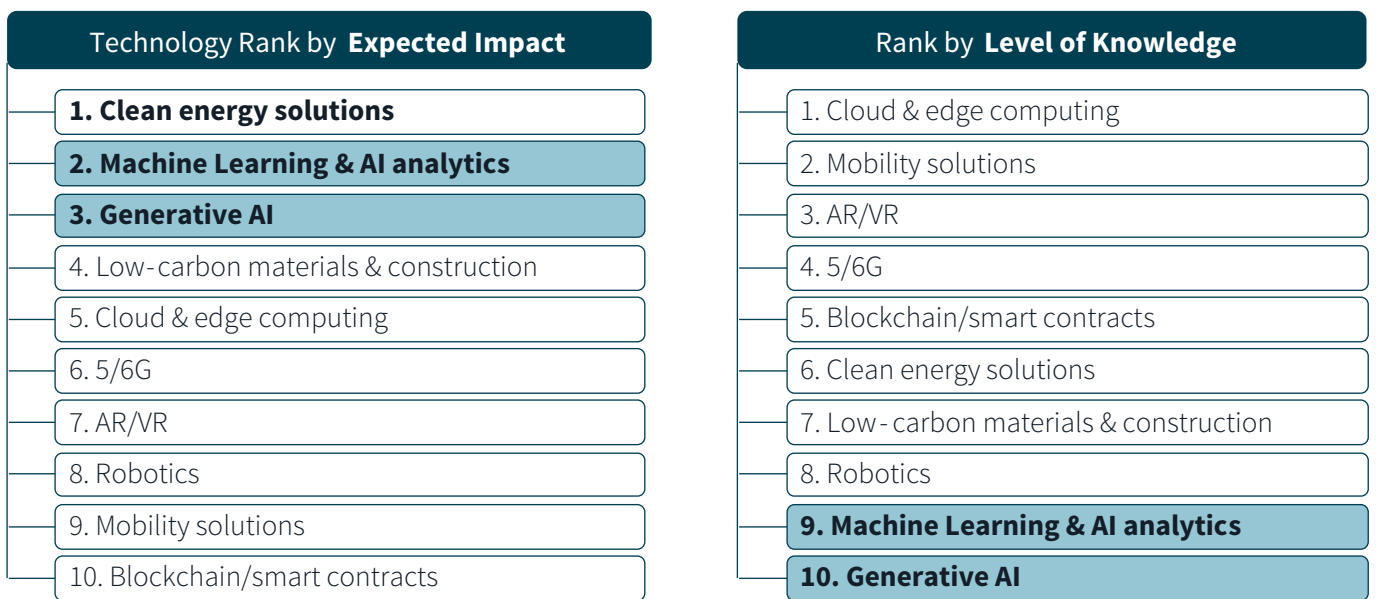 Technology Rank by Expected Impact
1. Clean energy solutions
2. Machine Learning & AI analytics
3. Generative AI
4. Low-carbon materials & construction
5. Cloud & edge computing
6. 5/6G
7. AR/VR
8. Robotics
9. Mobility solutions
10. Blockchain/smart contracts
Rank by Level of Knowledge
1. Cloud & edge computing
2. Mobility solutions
3. AR/VR
4. 5/6G
5. Blockchain/smart contracts
6. Clean energy solutions
7. Low-carbon materials & construction
8. Robotics
9. Machine Learning & AI analytics
10. Generative AI